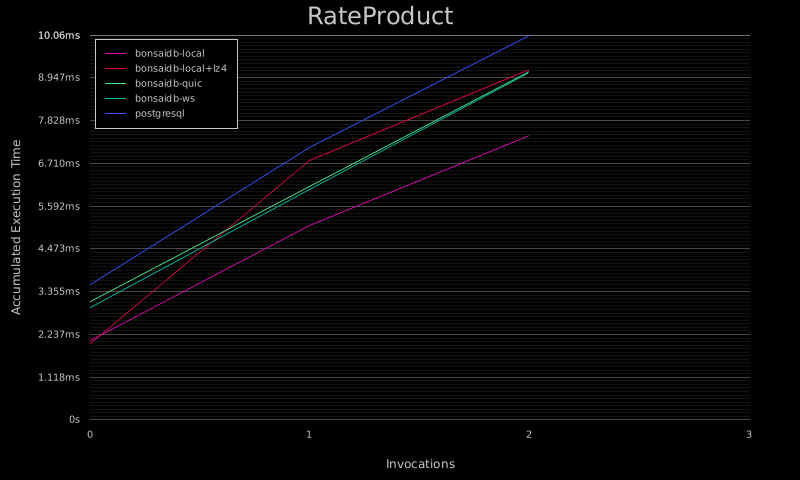 RateProduct
10.06ms
8.947ms
7.828ms
6.710ms
5.592ms
4.473ms
3.355ms
2.237ms
1.118ms
0s
bonsaidb-local
bonsaidb-local+lz4
bonsaidb-quic
bonsaidb-ws
postgresql
Accumulated Execution Time
0 1 2 3
Invocations